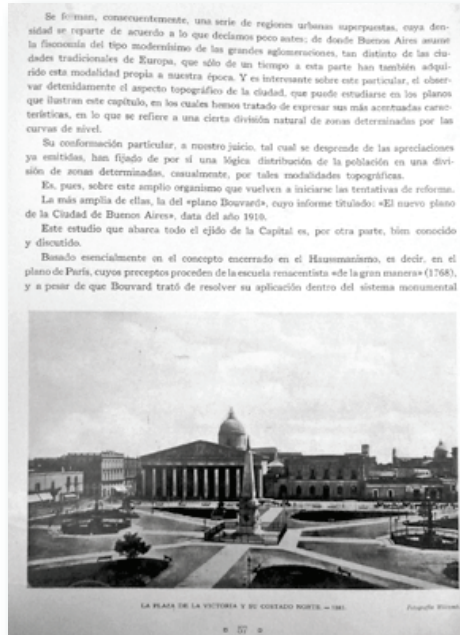 Se forman, consecuentemente, una serie de regiones urbanas superpuestas, cuya den-
sidad se reparte de acuerdo a lo que decíamos poco antes; de donde Buenos Aires asume
la fisonomía del tipo modernísimo de las grandes aglomeraciones, tan distinto de las ciu-
dades tradicionales de Europa, que sólo de un tiempo a esta parte han también adqui-
rido esta modalidad propia a nuestra época. Y es interesante sobre este particular, el obser-
var detenidamente el aspecto topográfico de la ciudad, que puede estudiarse en los planos
que ilustran este capítulo, en los cuales hemos tratado de expresar sus más acentuadas carac-
terísticas, en lo que se refiere a una cierta división natural de zonas determinadas por las
curvas de nivel.
Su conformación particular, a nuestro juicio, tal cual se desprende de las apreciaciones
ya emitidas, han fijado de por sí una lógica distribución de la población en una divi-
sión de zonas determinadas, casualmente, por tales modalidades topográficas.
Es, pues, sobre este amplio organismo que vuelven a iniciarse las tentativas de reforma.
La más amplia de ellas, la del «plano Bouvard», cuyo informe titulado: «El nuevo plano
de la Ciudad de Buenos Aires», data del año 1910.
Este estudio que abarca todo el ejido de la Capital es, por otra parte, bien conocido
y discutido.
Basado esencialmente en el concepto encerrado en el Haussmanismo, es decir, en el
plano de París, cuyos preceptos proceden de la escuela renacentista «de la gran manera» (1768),
y a pesar de que Bouvard trató de resolver su aplicación dentro del sistema monumental
LA PLAZA DE LA VICTORIA Y SU COSTADO NORTE. —
Fotografía
57